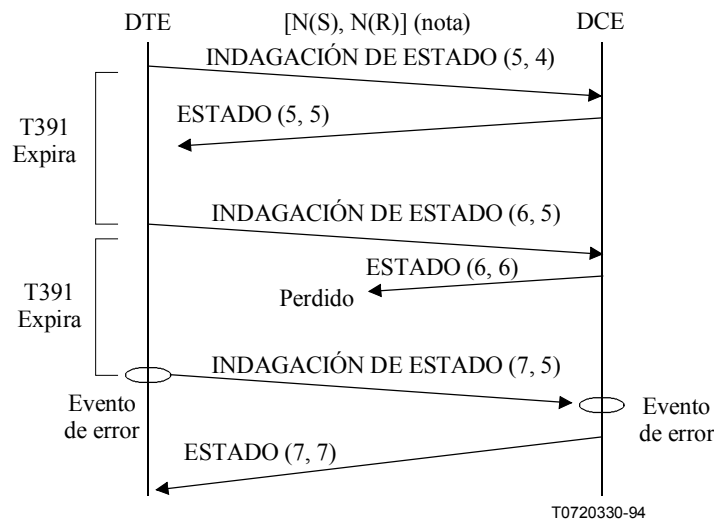 DTE [N(S), N(R)] (nota) DCE
INDAGACIÓN DE ESTADO (5, 4)
ESTADO (5, 5)
T391
Expira
INDAGACIÓN DE ESTADO (6, 5)
ESTADO (6, 6)
Perdido
T391
Expira
INDAGACIÓN DE ESTADO (7, 5)
Evento
de error
Evento
de error
ESTADO (7, 7)
T0720330-94